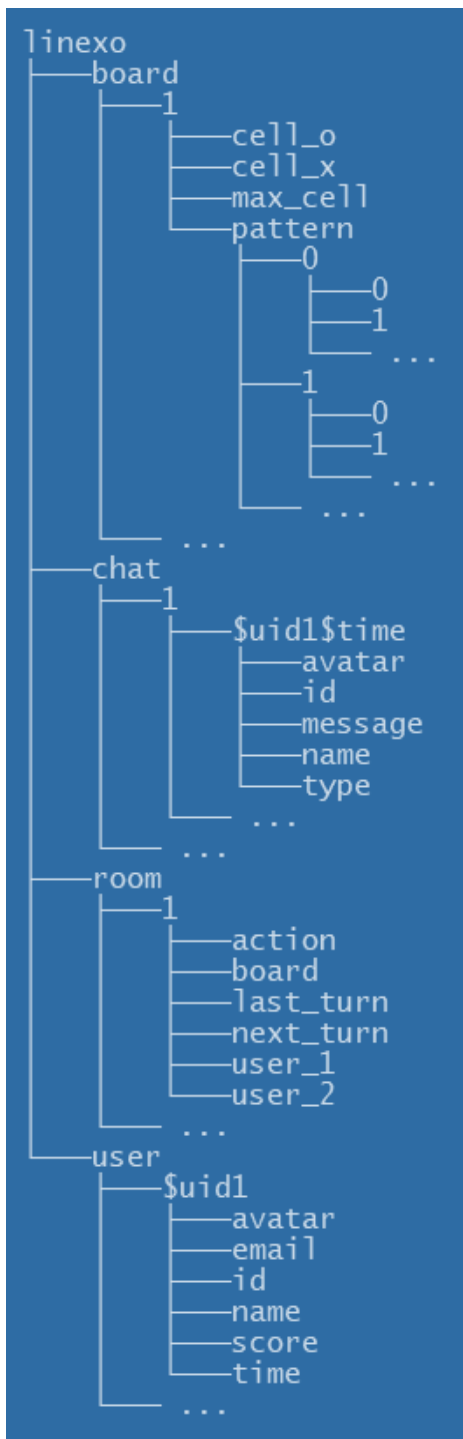 linexo
board
1
cell_o
cell_x
max_cell
pattern
0
0
1
...
1
0
1
...
...
...
chat
1
$uid1$time
avatar
id
message
name
type
...
...
room
1
action
board
last_turn
next_turn
user_1
user_2
...
user
$uid1
avatar
email
id
name
score
time
...